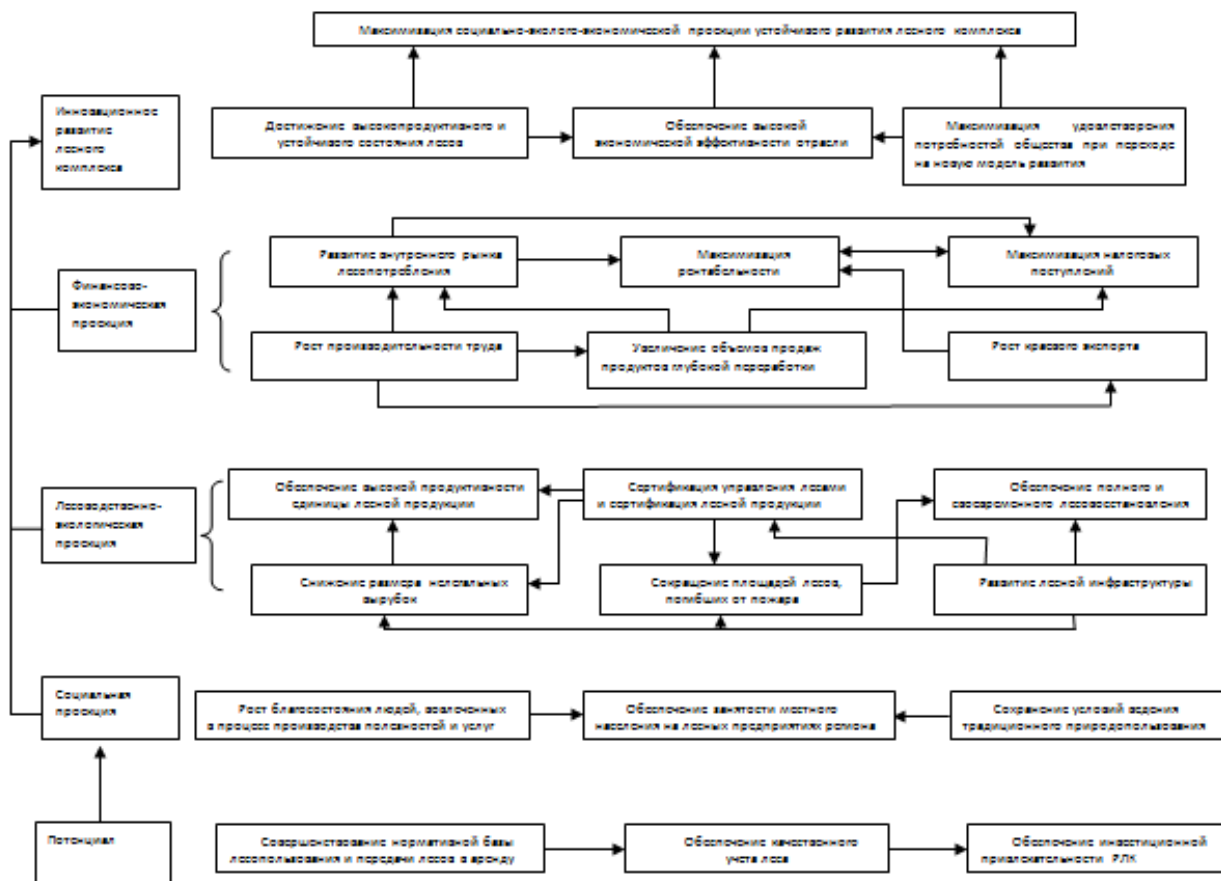 Максимизация социально-эколого-экономической проекции устойчивого развития лесного комплекса
Инновационное
развитие
лесного
комплекса
Достижение высокопродуктивного и
устойчивого состояния лесов
Обеспечение высокой
экономической эффективности отрасли
Максимизация удовлетворения
потребностей общества при переходе
на новую модель развития
Финансово-
экономическая
проекция
Развитие внутреннего рынка
лесопотребления
Максимизация
рентабельности
Максимизация налоговых
поступлений
Рост производительности труда
Увеличение объемов продаж
продуктов глубокой переработки
Рост краевого экспорта
Лесоводственно-
экологическая
проекция
Обеспечение высокой продуктивности
единицы лесной продукции
Сертификация управления лесами
и сертификация лесной продукции
Обеспечение полного и
своевременного лесовосстановления
Снижение размера нелегальных
вырубок
Сокращение площадей лесов,
погибших от пожара
Развитие лесной инфраструктуры
Социальная
проекция
Рост благосостояния людей, вовлеченных
в процесс производства полезностей и услуг
Обеспечение занятости местного
населения на лесных предприятиях региона
Сохранение условий ведения
традиционного природопользования
Потенциал
Совершенствование нормативной базы
лесопользования и передачи лесов в аренду
Обеспечение качественного
учета леса
Обеспечение инвестиционной
привлекательности РЛК